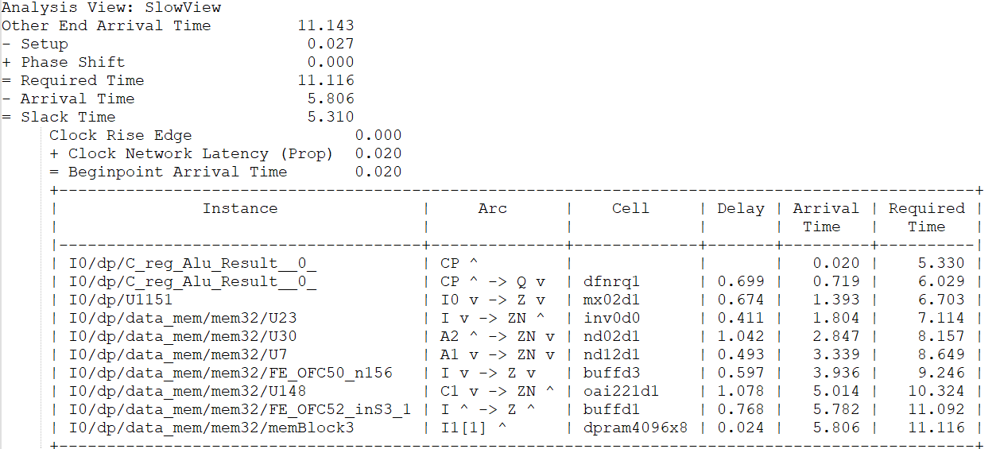 Analysis View: SlowView
Other End Arrival Time         11.143
- Setup                         0.027
+ Phase Shift                   0.000
= Required Time                11.116
- Arrival Time                  5.806
= Slack Time                    5.310
     Clock Rise Edge                 0.000
     + Clock Network Latency (Prop)  0.020
     = Beginpoint Arrival Time       0.020
     +------------------------------------------------------------------------------------------------+
     |               Instance               |     Arc      |    Cell     | Delay | Arrival | Required |
     |                                      |              |             |       |  Time   |   Time   |
     |--------------------------------------+--------------+-------------+-------+---------+----------|
     | I0/dp/C_reg_Alu_Result__0_           | CP ^         |             |       |   0.020 |    5.330 |
     | I0/dp/C_reg_Alu_Result__0_           | CP ^ -> Q v  | dfnrq1      | 0.699 |   0.719 |    6.029 |
     | I0/dp/U1151                          | I0 v -> Z v  | mx02d1      | 0.674 |   1.393 |    6.703 |
     | I0/dp/data_mem/mem32/U23             | I v -> ZN ^  | inv0d0      | 0.411 |   1.804 |    7.114 |
     | I0/dp/data_mem/mem32/U30             | A2 ^ -> ZN v | nd02d1      | 1.042 |   2.847 |    8.157 |
     | I0/dp/data_mem/mem32/U7              | A1 v -> ZN v | nd12d1      | 0.493 |   3.339 |    8.649 |
     | I0/dp/data_mem/mem32/FE_OFC50_n156   | I v -> Z v   | buffd3      | 0.597 |   3.936 |    9.246 |
     | I0/dp/data_mem/mem32/U148            | C1 v -> ZN ^ | oai221d1    | 1.078 |   5.014 |   10.324 |
     | I0/dp/data_mem/mem32/FE_OFC52_inS3_1 | I ^ -> Z ^   | buffd1      | 0.768 |   5.782 |   11.092 |
     | I0/dp/data_mem/mem32/memBlock3       | I1[1] ^      | dpram4096x8 | 0.024 |   5.806 |   11.116 |
     +------------------------------------------------------------------------------------------------+